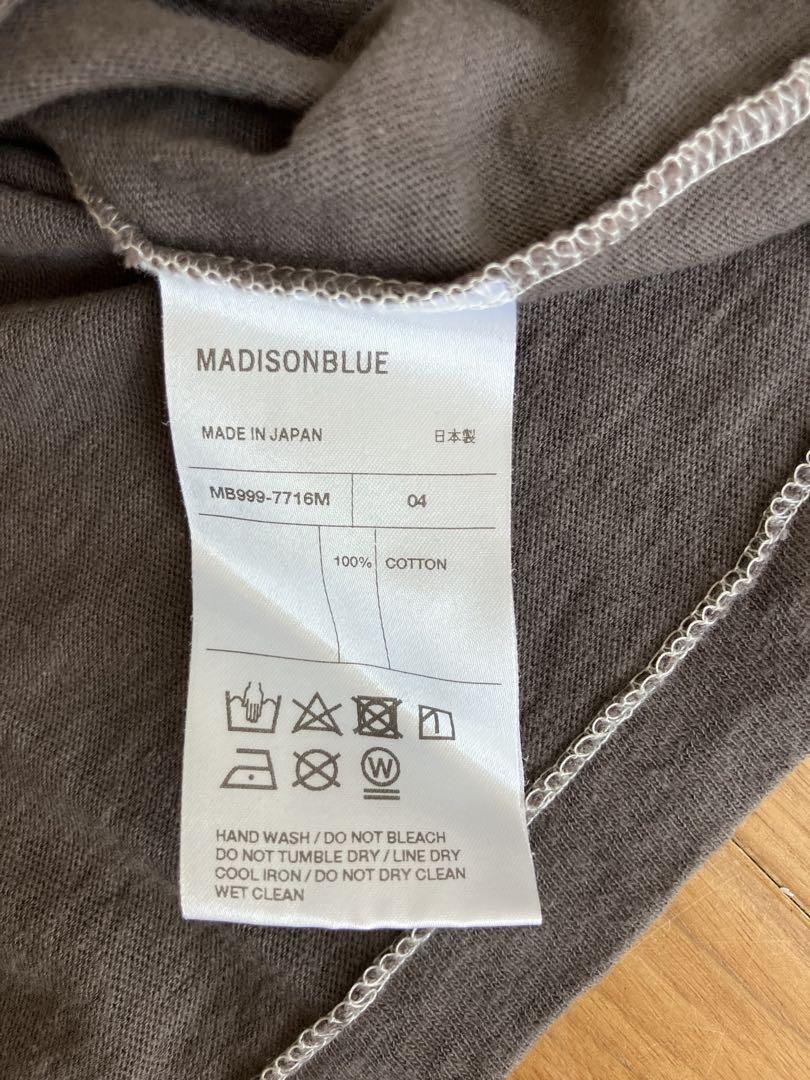 MADISONBLUE
MADE IN JAPAN 日本製
MB999-7716M 04
100% COTTON
W
HAND WASH / DO NOT BLEACH
DO NOT TUMBLE DRY / LINE DRY
COOL IRON / DO NOT DRY CLEAN
WET CLEAN